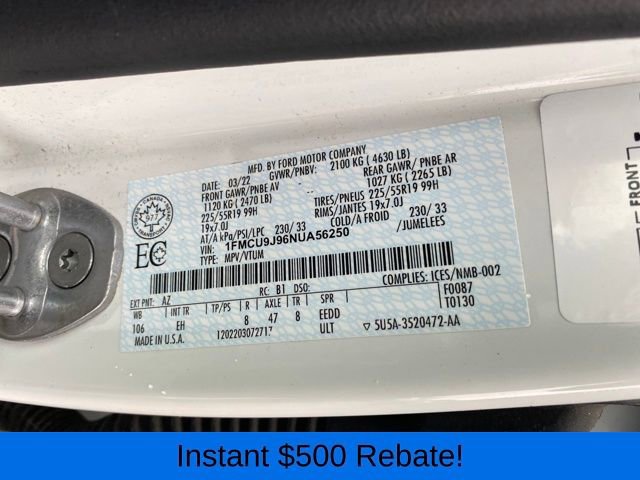 MFD. BY FORD MOTOR COMPANY
DATE: 03/22 GVWR/PNBV: 2100 KG ( 4630 LB)
FRONT GAWR/PNBE AV REAR GAWR/ PNBE AR
1120 KG ( 2470 LB) -- 1027 KG ( 2265 LB)
225/55R19 99H TIRES/PNEUS 225/55R19 99H
19x7.0J RIMS/JANTES 19x7.0J
AT/A kPa/PSI/LPC 230/ 33 COLD/A FROID 230/ 33
1FMCU9J96NUA56250 /JUMELEES
TYPE: MPV/VTUM
RC: B1 DSO: COMPLIES: ICES/NMB-002
EXT PNT: AZ F0087
WB INT TR TP/PS R AXLE TR SPR T0130
106 EH 8 47 8 EEDD
MADE IN U.S.A. ULT ▽ 5U5A-3520472-AA
EC
FRONT
Instant $500 Rebate!